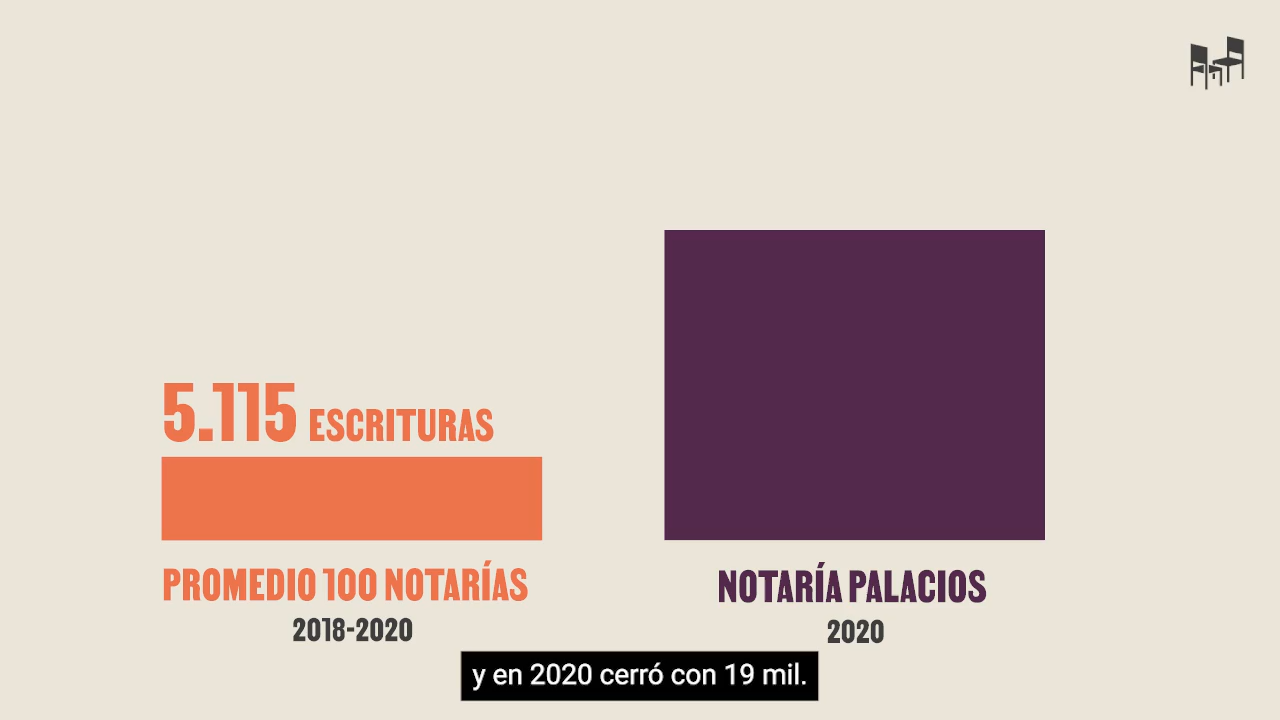 5.115 ESCRITURAS
PROMEDIO 100 NOTARÍAS
2018-2020
NOTARÍA PALACIOS
2020
y en 2020 cerró con 19 mil.